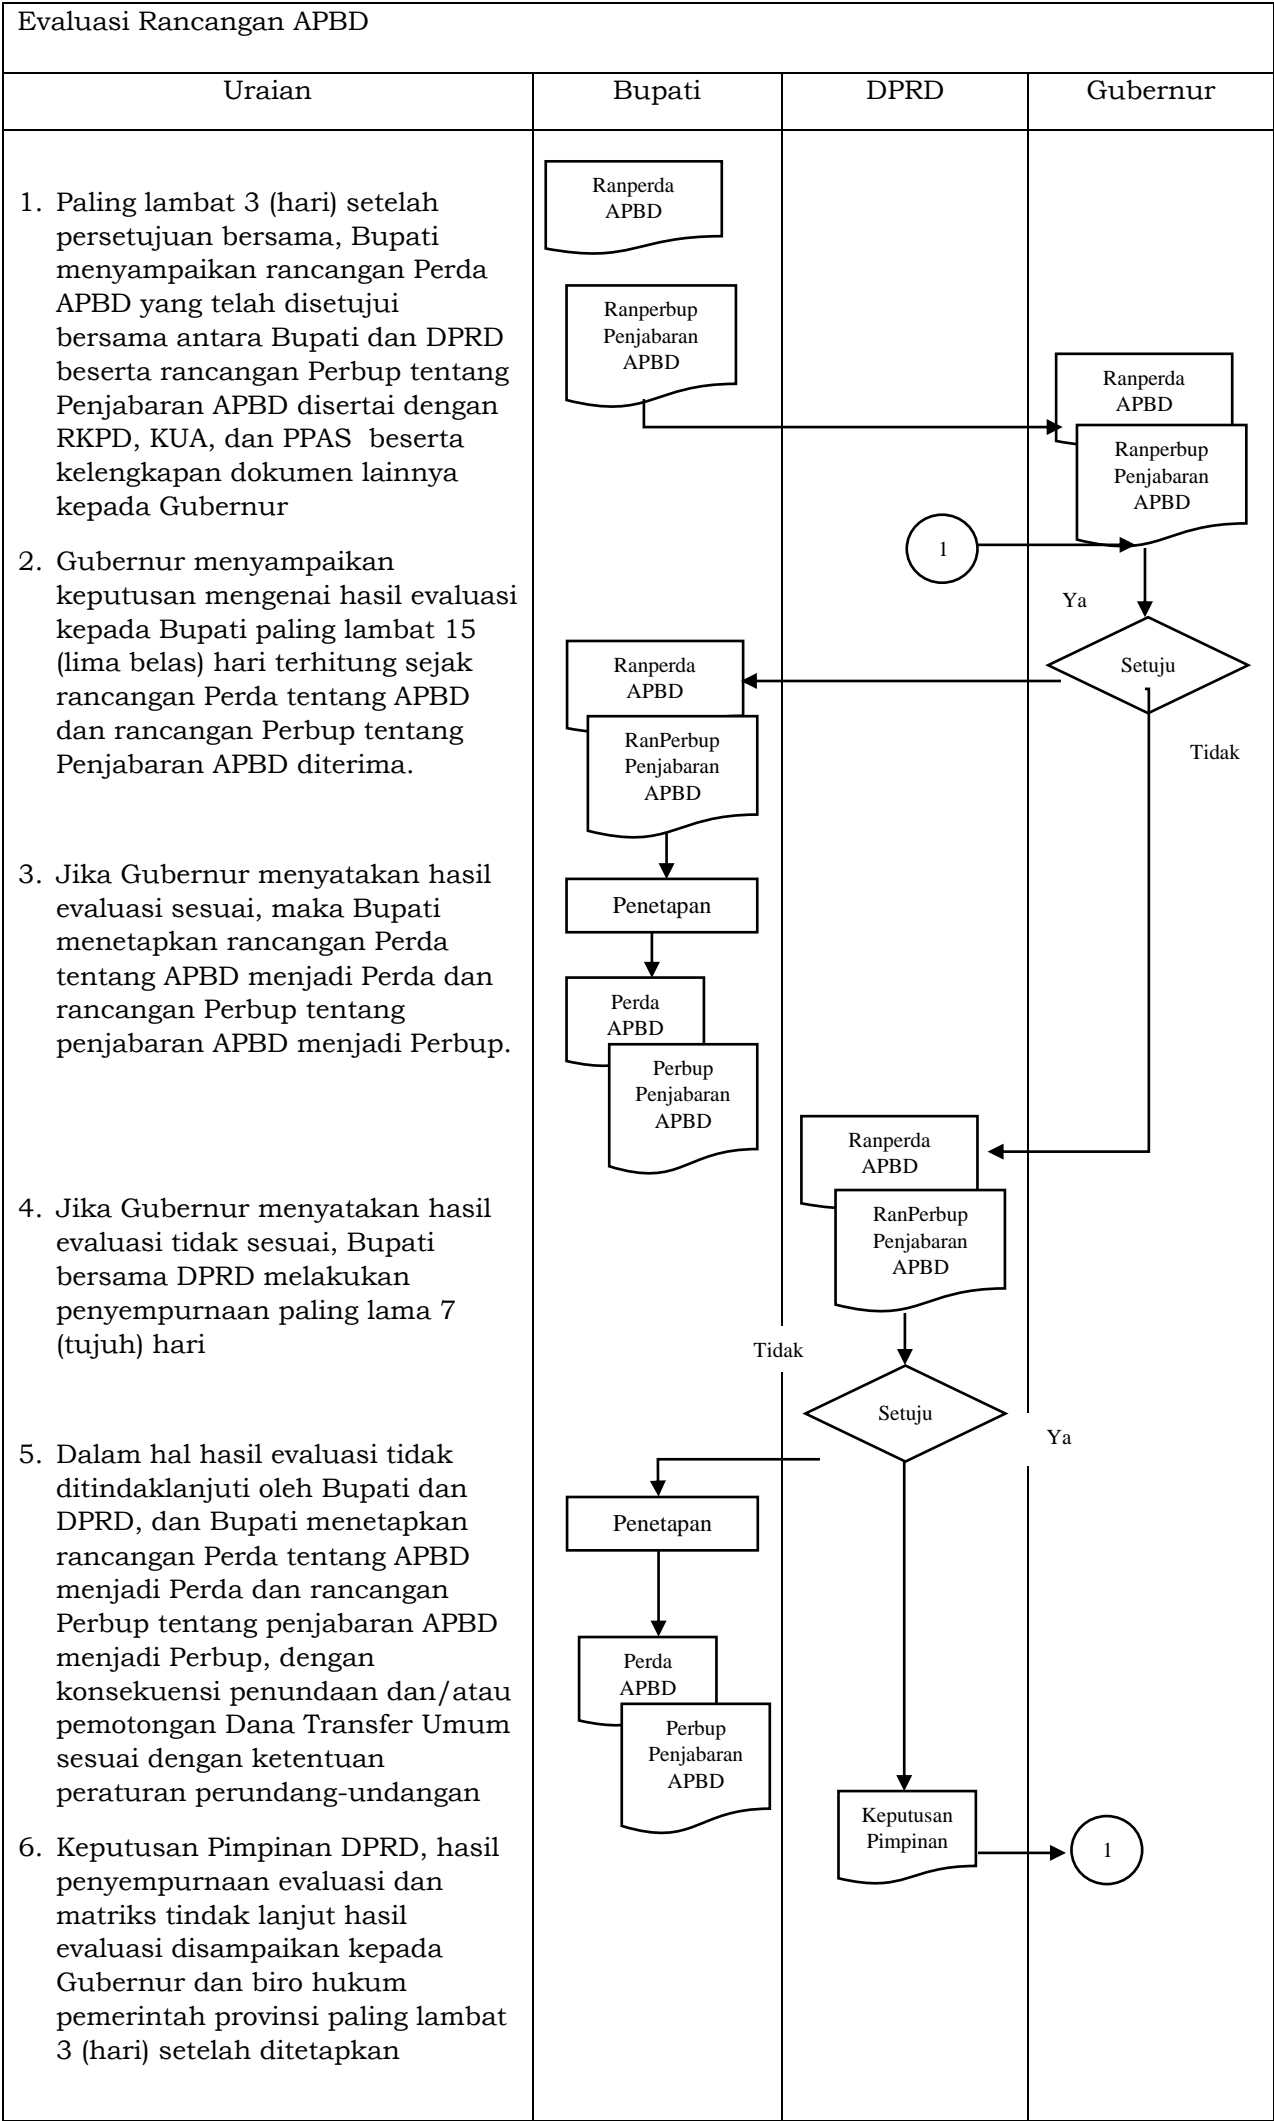 Evaluasi Rancangan APBD
Uraian
Bupati
DPRD
Gubernur
1. Paling lambat 3 (hari) setelah
persetujuan bersama, Bupati
menyampaikan rancangan Perda
APBD yang telah disetujui
bersama antara Bupati dan DPRD
beserta rancangan Perbup tentang
Penjabaran APBD disertai dengan
RKPD, KUA, dan PPAS beserta
kelengkapan dokumen lainnya
kepada Gubernur
2. Gubernur menyampaikan
keputusan mengenai hasil evaluasi
kepada Bupati paling lambat 15
(lima belas) hari terhitung sejak
rancangan Perda tentang APBD
dan rancangan Perbup tentang
Penjabaran APBD diterima.
3. Jika Gubernur menyatakan hasil
evaluasi sesuai, maka Bupati
menetapkan rancangan Perda
tentang APBD menjadi Perda dan
rancangan Perbup tentang
penjabaran APBD menjadi Perbup.
4. Jika Gubernur menyatakan hasil
evaluasi tidak sesuai, Bupati
bersama DPRD melakukan
penyempurnaan paling lama 7
(tujuh) hari
5. Dalam hal hasil evaluasi tidak
ditindaklanjuti oleh Bupati dan
DPRD, dan Bupati menetapkan
rancangan Perda tentang APBD
menjadi Perda dan rancangan
Perbup tentang penjabaran APBD
menjadi Perbup, dengan
konsekuensi penundaan dan/atau
pemotongan Dana Transfer Umum
sesuai dengan ketentuan
peraturan perundang-undangan
6. Keputusan Pimpinan DPRD, hasil
penyempurnaan evaluasi dan
matriks tindak lanjut hasil
evaluasi disampaikan kepada
Gubernur dan biro hukum
pemerintah provinsi paling lambat
3 (hari) setelah ditetapkan
Ranperda
APBD
Ranperbup
Penjabaran
APBD
Ranperda
APBD
Ranperbup
Penjabaran
APBD
1
Ya
Setuju
Tidak
Ranperda
APBD
RanPerbup
Penjabaran
APBD
Penetapan
Perda
APBD
Perbup
Penjabaran
APBD
Ranperda
APBD
RanPerbup
Penjabaran
APBD
Tidak
Setuju
Ya
Penetapan
Perda
APBD
Perbup
Penjabaran
APBD
Keputusan
Pimpinan
1